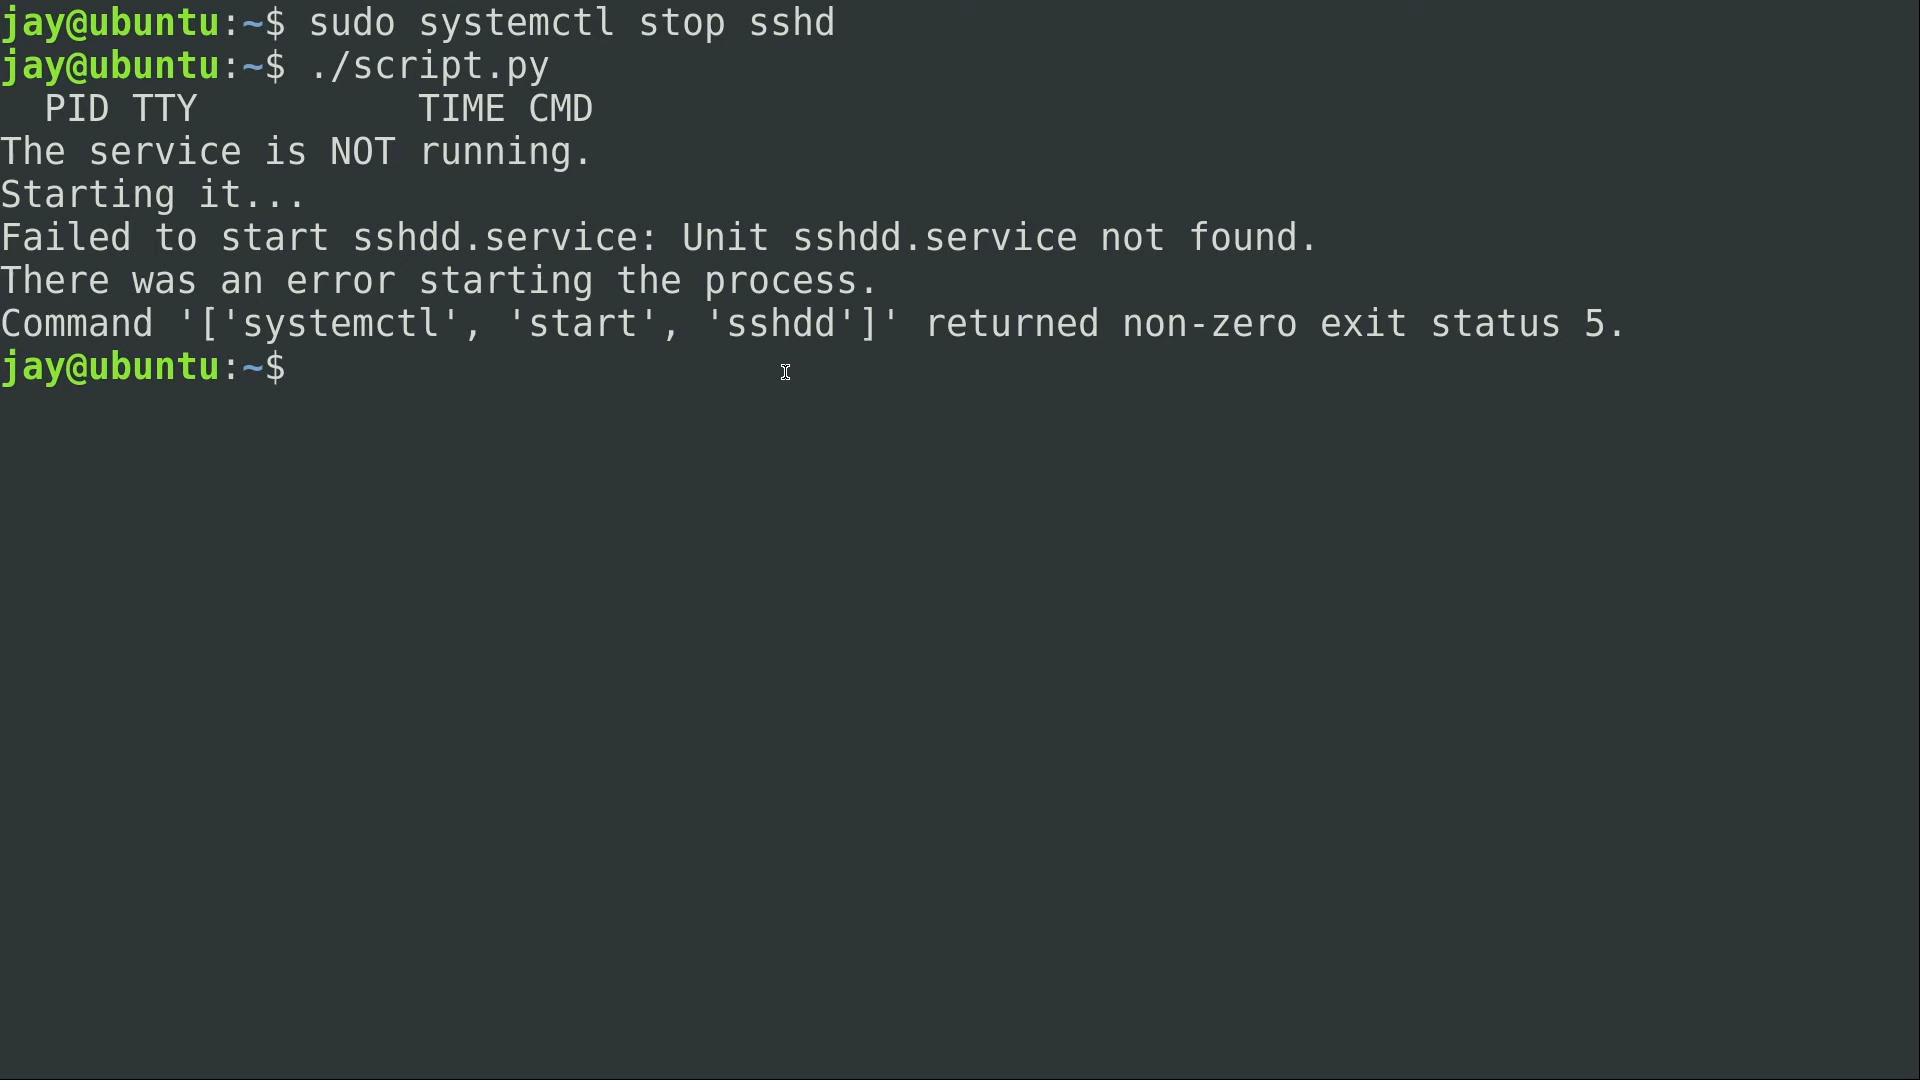 jay@ubuntu:~$ sudo systemctl stop sshd
jay@ubuntu:~$ ./script.py
    PID TTY          TIME CMD
The service is NOT running.
Starting it...
Failed to start sshdd.service: Unit sshdd.service not found.
There was an error starting the process.
Command '['systemctl', 'start', 'sshdd']' returned non-zero exit status 5.
jay@ubuntu:~$